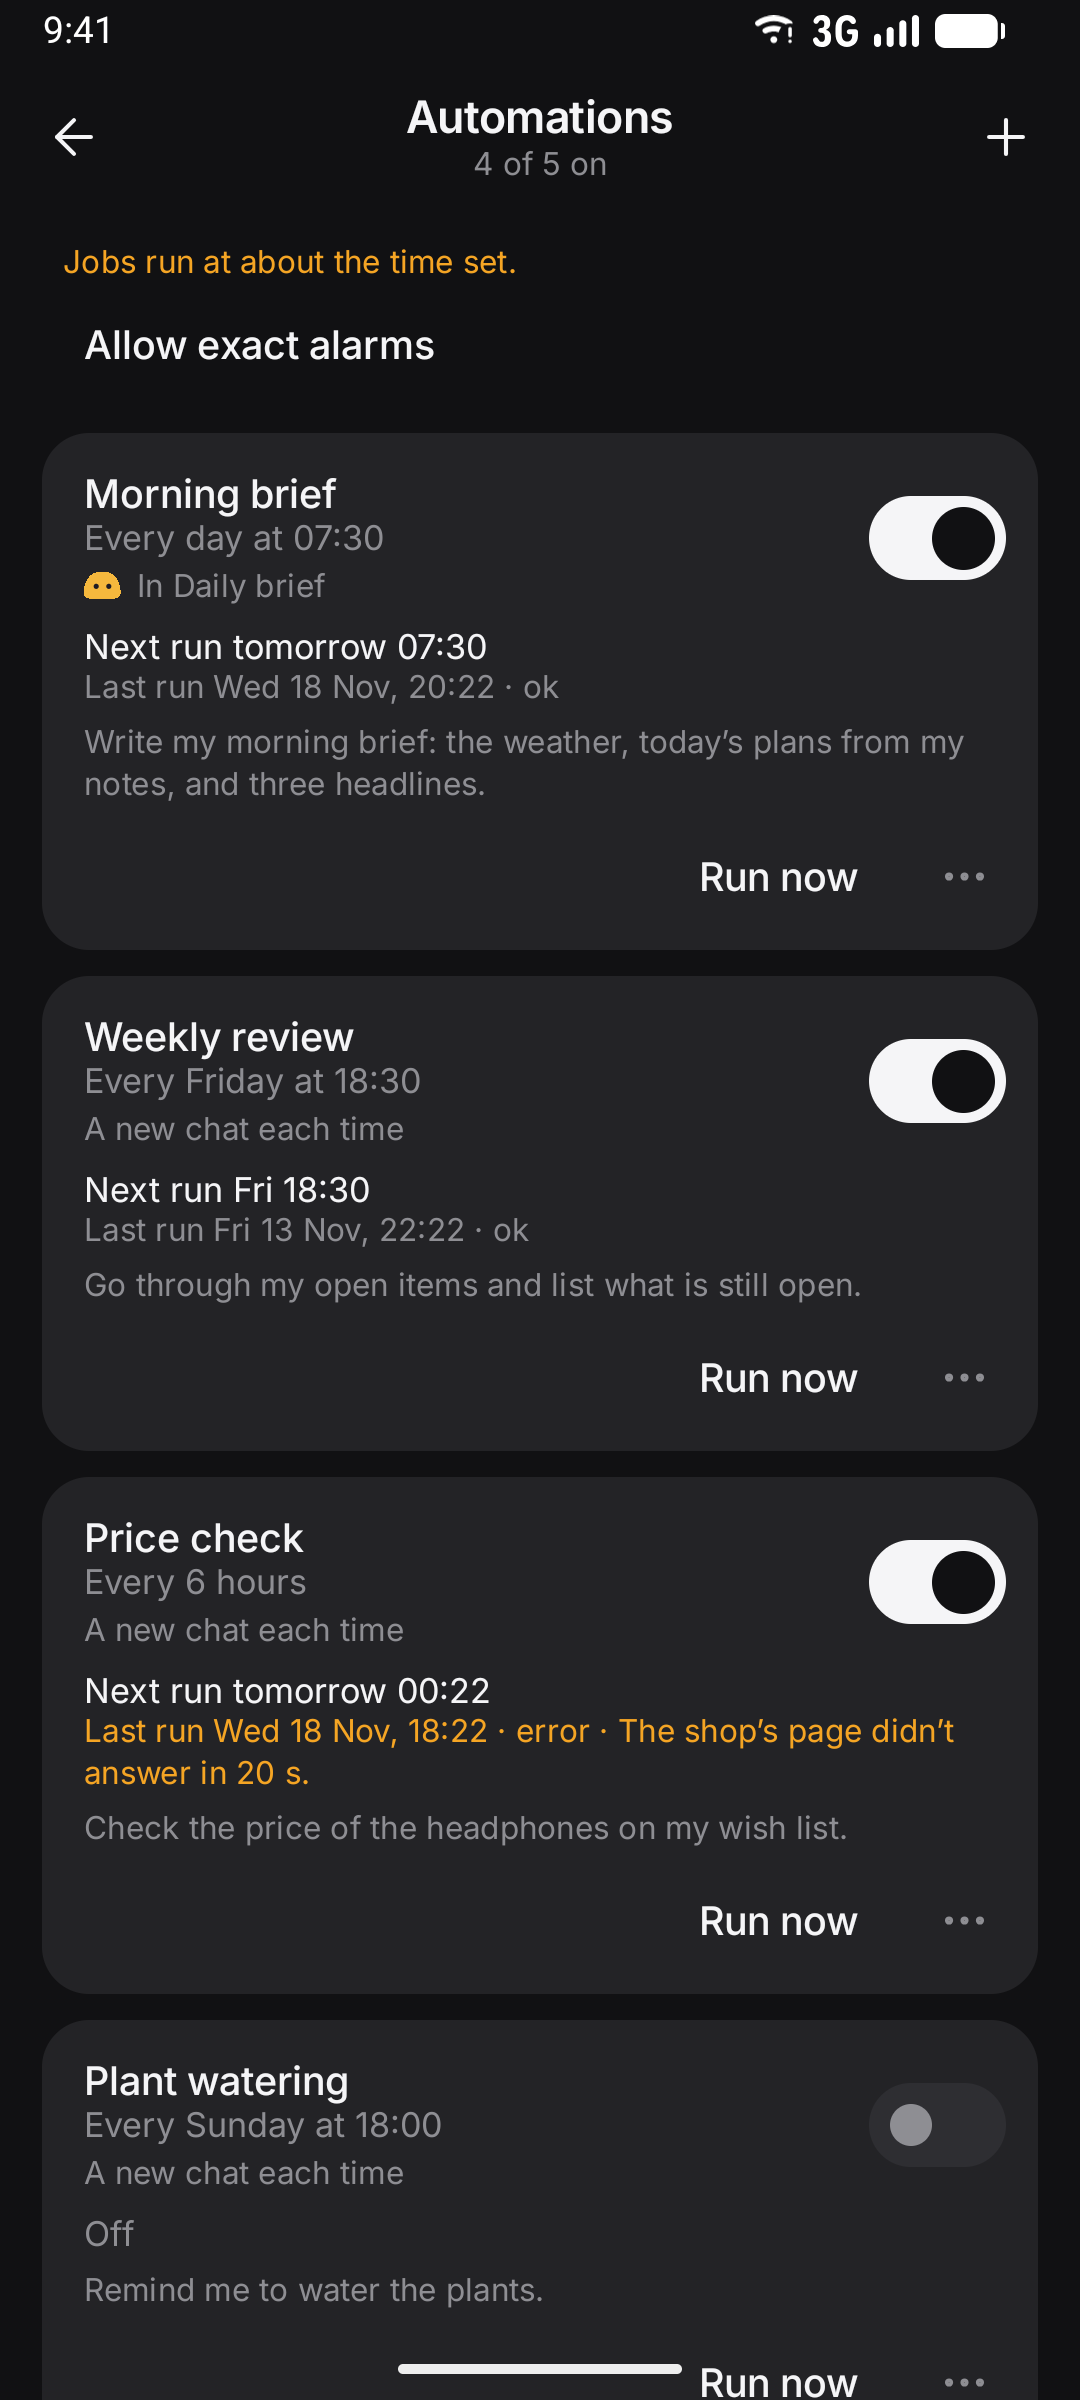 9:41
3G
Automations
4 of 5 on
Jobs run at about the time set.
Allow exact alarms
Morning brief
Every day at 07:30
In Daily brief
Next run tomorrow 07:30
Last run Wed 18 Nov, 20:22 · ok
Write my morning brief: the weather, today’s plans from my
notes, and three headlines.
Run now
Weekly review
Every Friday at 18:30
A new chat each time
Next run Fri 18:30
Last run Fri 13 Nov, 22:22 · ok
Go through my open items and list what is still open.
Run now
Price check
Every 6 hours
A new chat each time
Next run tomorrow 00:22
Last run Wed 18 Nov, 18:22 · error · The shop’s page didn’t
answer in 20 s.
Check the price of the headphones on my wish list.
Run now
Plant watering
Every Sunday at 18:00
A new chat each time
Off
Remind me to water the plants.
Run now